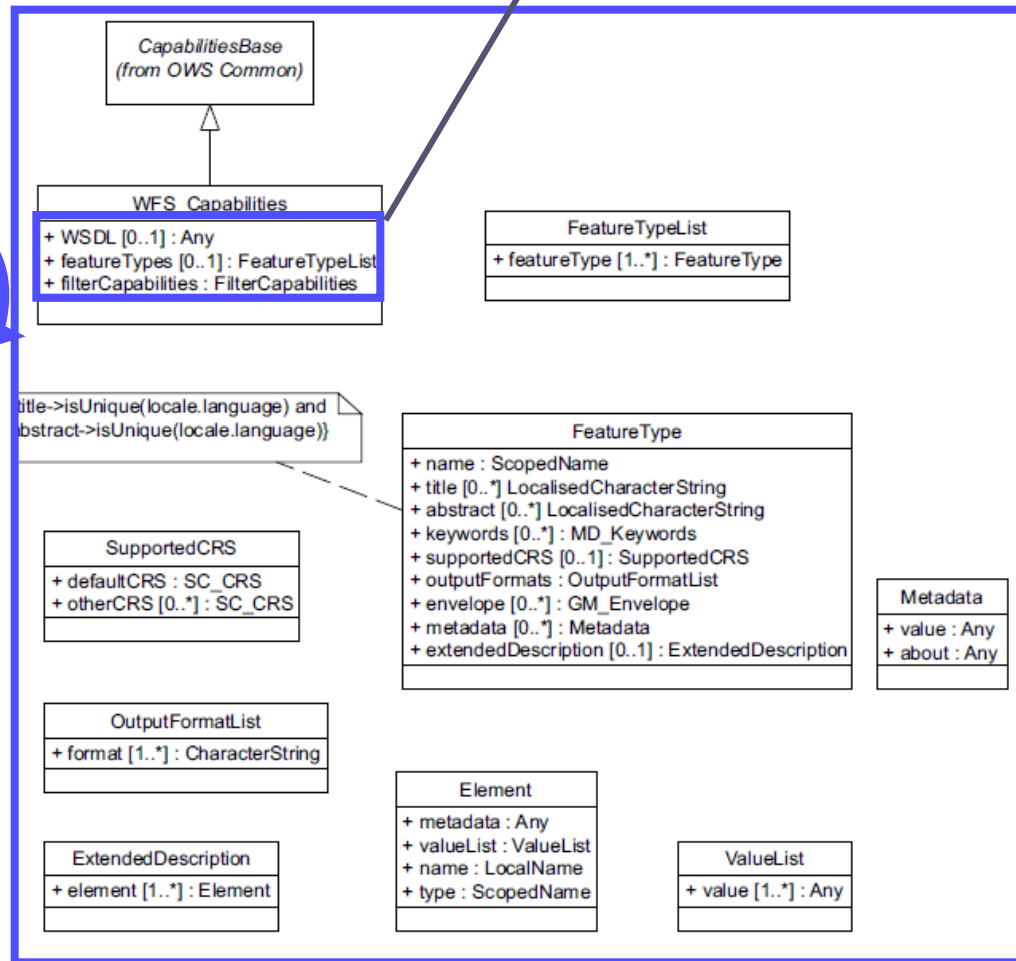 CapabilitiesBase
(from OWS Common)
WFS_Capabilities
+ WSDL [0..1] : Any
+ featureTypes [0..1] : FeatureTypeList
+ filterCapabilities : FilterCapabilities
FeatureTypeList
+ featureType [1..*] : FeatureType
title->isUnique(locale.language) and
abstract->isUnique(locale.language)}
FeatureType
+ name : ScopedName
+ title [0..*] LocalisedCharacterString
+ abstract [0..*] LocalisedCharacterString
+ keywords [0..*] : MD_Keywords
+ supportedCRS [0..1] : SupportedCRS
+ outputFormats : OutputFormatList
+ envelope [0..*] : GM_Envelope
+ metadata [0..*] : Metadata
+ extendedDescription [0..1] : ExtendedDescription
SupportedCRS
+ defaultCRS : SC_CRS
+ otherCRS [0..*] : SC_CRS
Metadata
+ value : Any
+ about : Any
OutputFormatList
+ format [1..*] : CharacterString
Element
+ metadata : Any
+ valueList : ValueList
+ name : LocalName
+ type : ScopedName
ExtendedDescription
+ element [1..*] : Element
ValueList
+ value [1..*] : Any